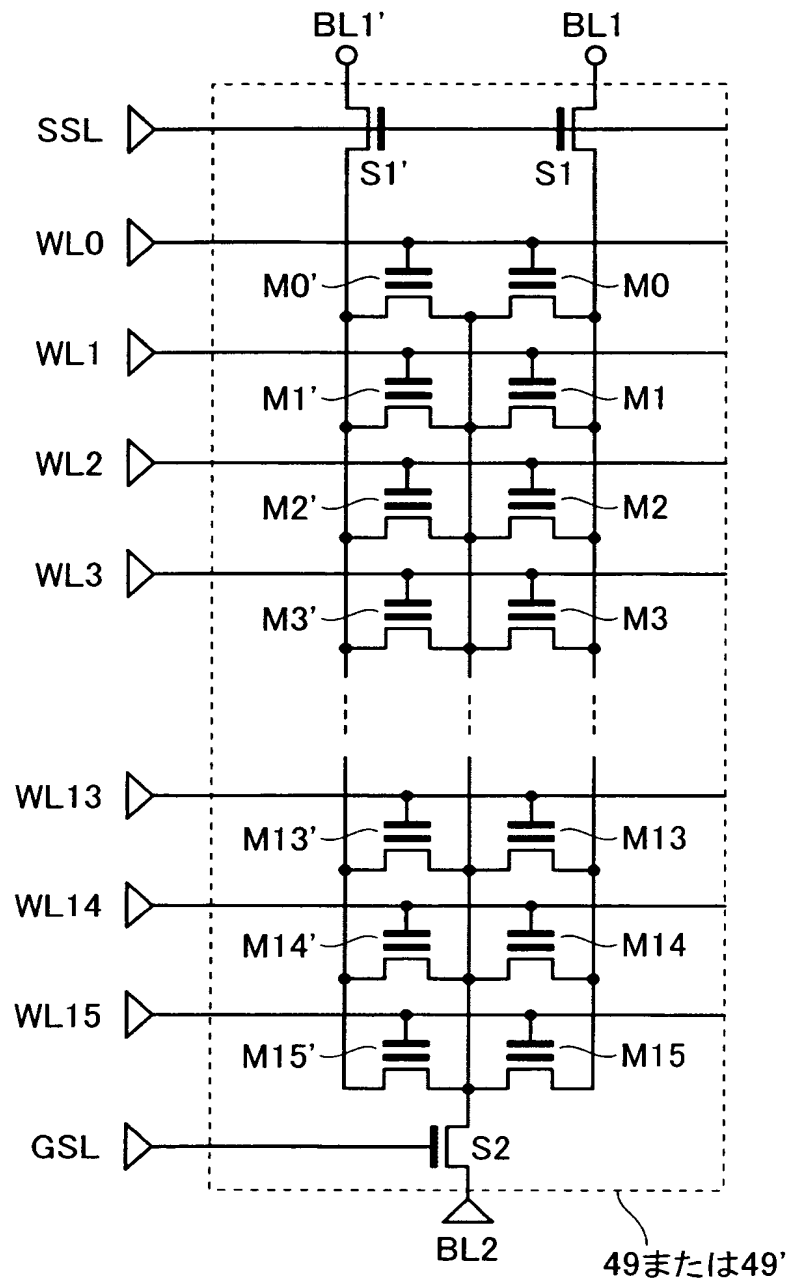 BL1' BL1
SSL
S1' S1
WL0
M0' M0
WL1
M1' M1
WL2
M2' M2
WL3
M3' M3
WL13
M13' M13
WL14
M14' M14
WL15
M15' M15
GSL
S2
BL2
49または49'